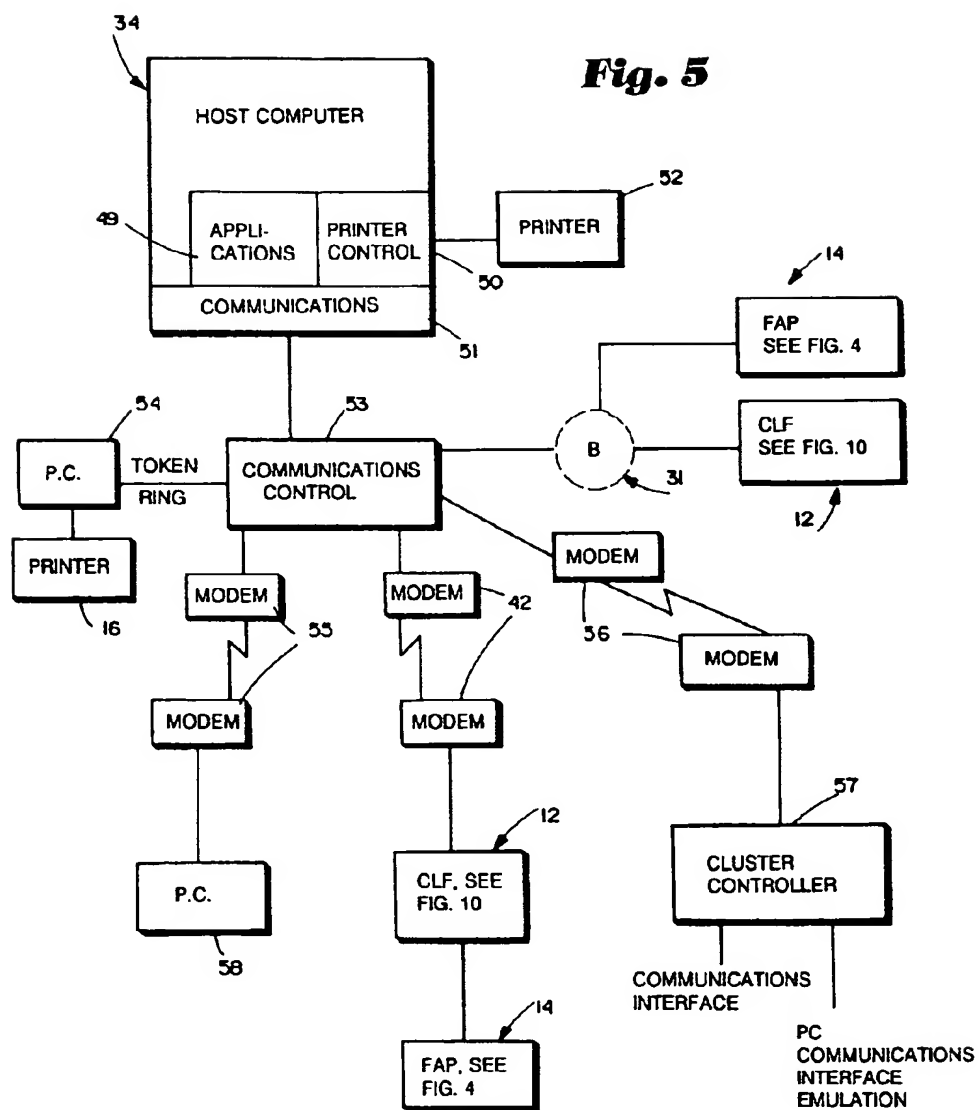 34
Fig. 5
HOST COMPUTER
52
49
APPLI-
CATIONS
PRINTER
CONTROL
PRINTER
50
14
COMMUNICATIONS
51
FAP
SEE FIG. 4
54
53
P.C.
TOKEN
RING
COMMUNICATIONS
CONTROL
B
31
CLF
SEE FIG. 10
12
PRINTER
16
MODEM
55
MODEM
42
MODEM
56
MODEM
MODEM
MODEM
57
12
P.C.
58
CLF, SEE
FIG. 10
CLUSTER
CONTROLLER
COMMUNICATIONS
INTERFACE
14
FAP, SEE
FIG. 4
PC
COMMUNICATIONS
INTERFACE
EMULATION